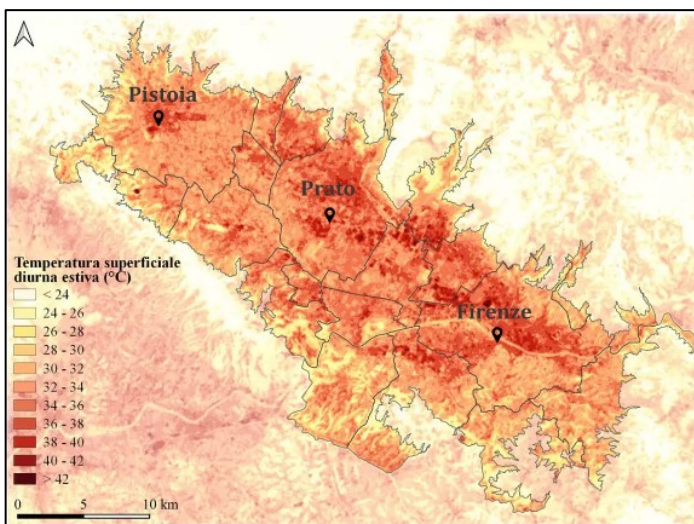 Pistoia
Prato
Firenze
Temperatura superficiale
diurna estiva (°C)
< 24
24 - 26
26 - 28
28 - 30
30 - 32
32 - 34
34 - 36
36 - 38
38 - 40
40 - 42
> 42
0 5 10 km